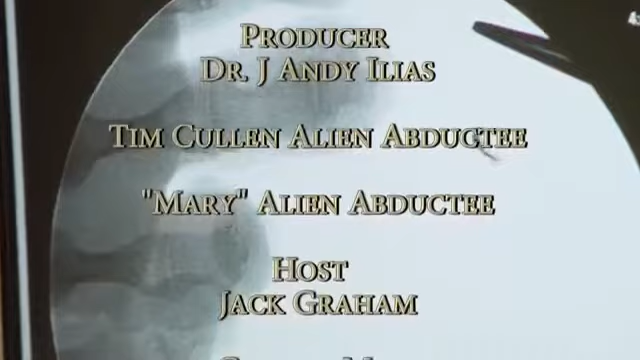 Producer
Dr. J Andy Ilias
Tim Cullen Alien Abductee
"Mary" Alien Abductee
Host
Jack Graham